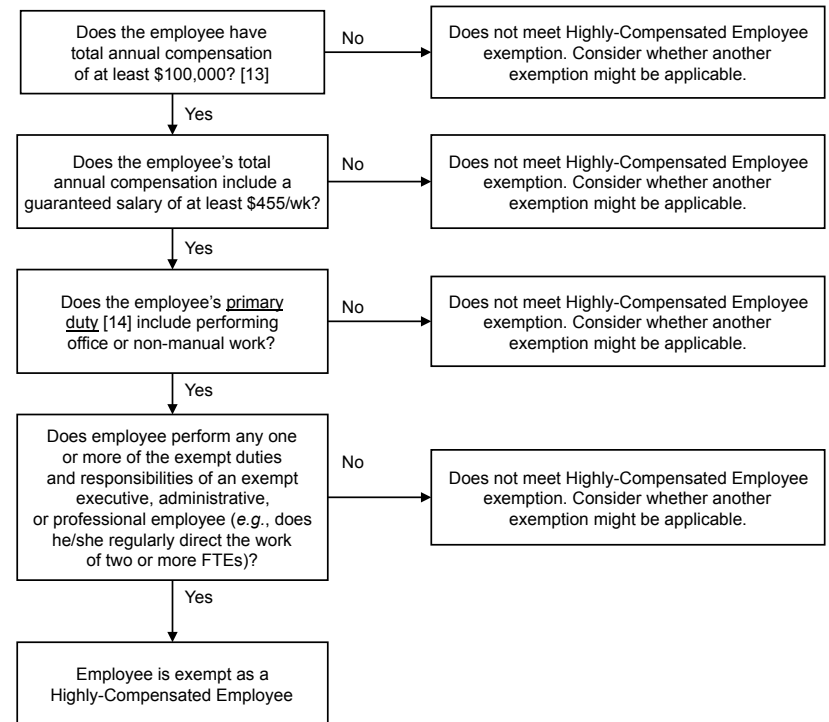 Does the employee have
total annual compensation
of at least $100,000? [13]
No
Does not meet Highly-Compensated Employee
exemption. Consider whether another
exemption might be applicable.
Yes
Does the employee’s total
annual compensation include a
guaranteed salary of at least $455/wk?
No
Does not meet Highly-Compensated Employee
exemption. Consider whether another
exemption might be applicable.
Yes
Does the employee’s primary
duty [14] include performing
office or non-manual work?
No
Does not meet Highly-Compensated Employee
exemption. Consider whether another
exemption might be applicable.
Yes
Does employee perform any one
or more of the exempt duties
and responsibilities of an exempt
executive, administrative,
or professional employee (e.g., does
he/she regularly direct the work
of two or more FTEs)?
No
Does not meet Highly-Compensated Employee
exemption. Consider whether another
exemption might be applicable.
Yes
Employee is exempt as a
Highly-Compensated Employee